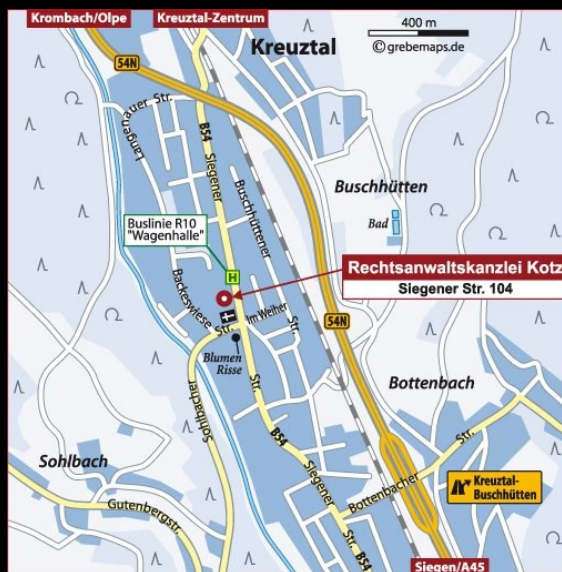 Krombach/Olpe
Kreuztal-Zentrum
400 m
© grebemaps.de
Kreuztal
54N
Langenauer Str.
B54
Siegener
Buschhüttener
Str.
Buschhütten
Bad
Buslinie R10
"Wagenhalle"
H
Rechtsanwaltskanzlei Kotz
Siegener Str. 104
Backeswiese
Str.
Im Weiher
54N
Blumen
Risse
Str.
Sohlbacher
Bottenbach
B54
Siegener
Str.
Sohlbach
Gutenbergstr.
Bottenbacher
Str.
Kreuztal-
Buschhütten
B54
Siegen/A45